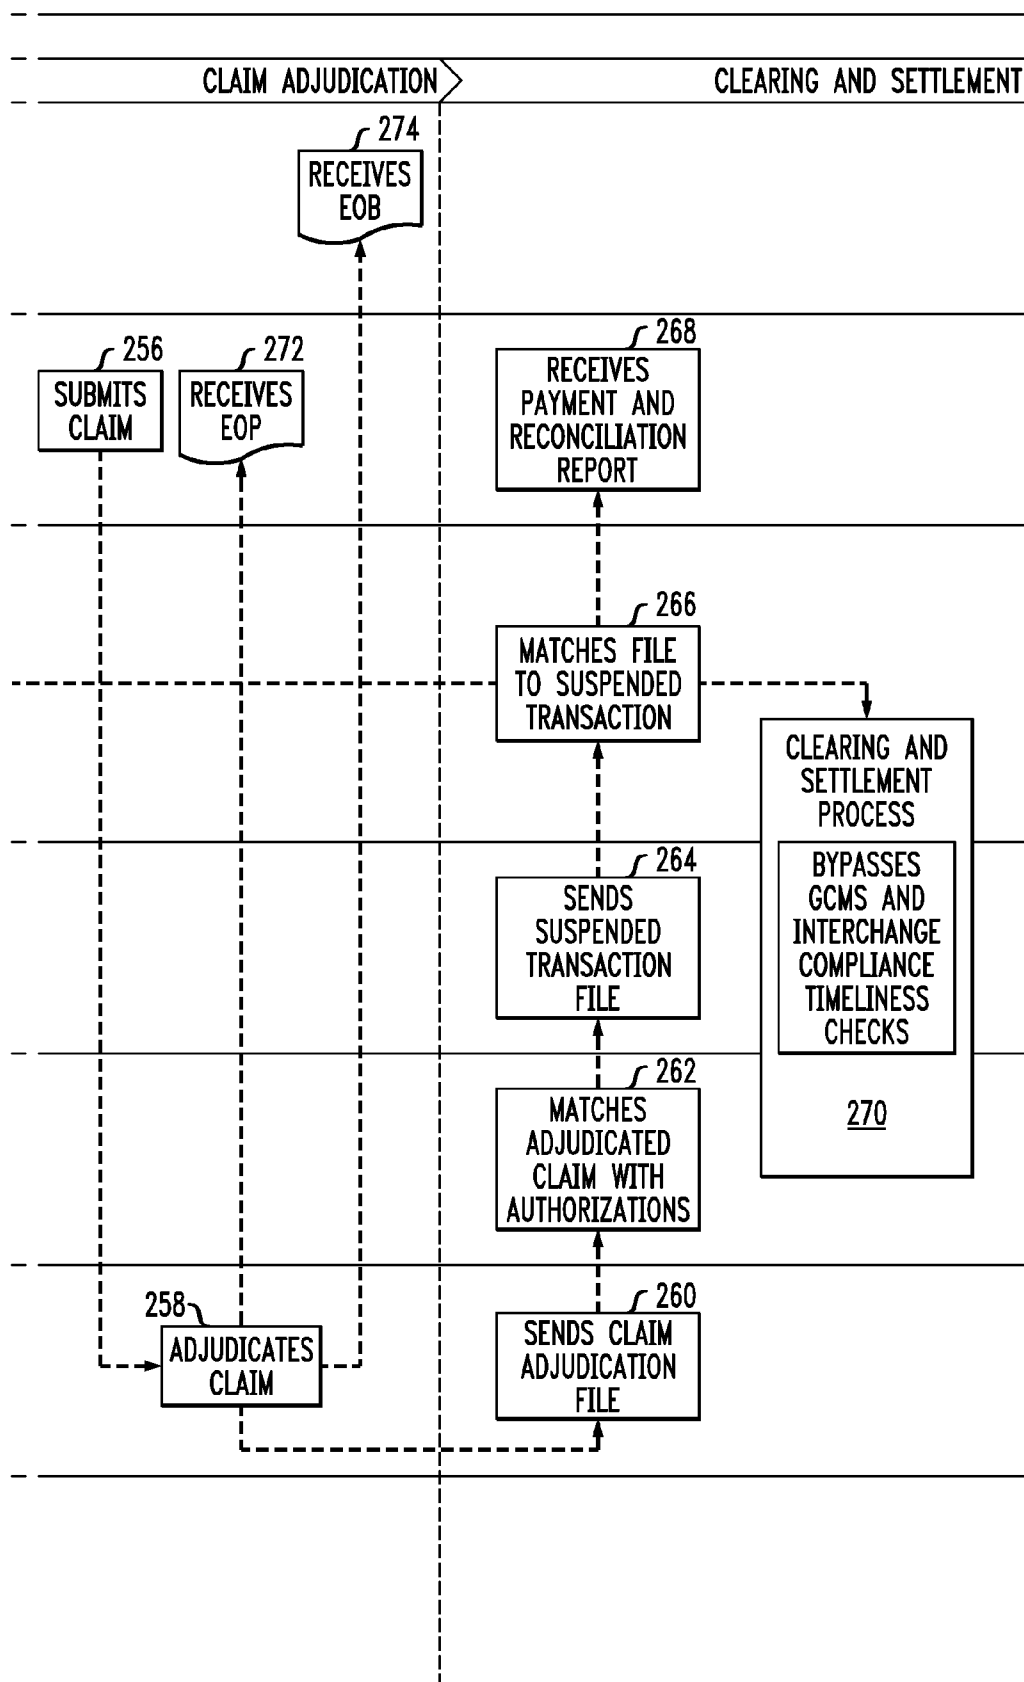 CLAIM ADJUDICATION
CLEARING AND SETTLEMENT
274
RECEIVES
EOB
256
SUBMITS
CLAIM
272
RECEIVES
EOP
268
RECEIVES
PAYMENT AND
RECONCILIATION
REPORT
266
MATCHES FILE
TO SUSPENDED
TRANSACTION
CLEARING AND
SETTLEMENT
PROCESS
BYPASSES
GCMS AND
INTERCHANGE
COMPLIANCE
TIMELINESS
CHECKS
270
264
SENDS
SUSPENDED
TRANSACTION
FILE
262
MATCHES
ADJUDICATED
CLAIM WITH
AUTHORIZATIONS
258
ADJUDICATES
CLAIM
260
SENDS CLAIM
ADJUDICATION
FILE